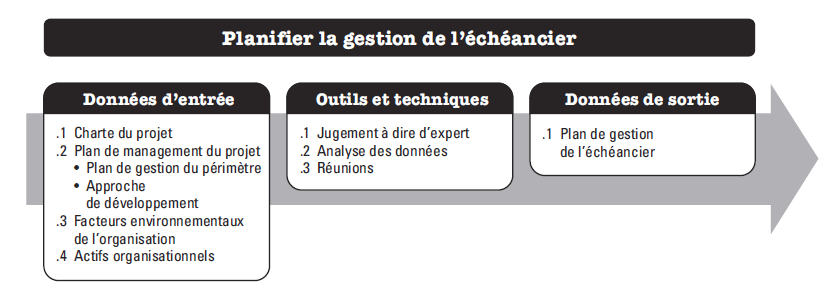 Planifier la gestion de l'échéancier
Données d'entrée
.1 Charte du projet
.2 Plan de management du projet
• Plan de gestion du périmètre
• Approche
de développement
.3 Facteurs environnementaux
de l'organisation
.4 Actifs organisationnels
Outils et techniques
.1 Jugement à dire d'expert
.2 Analyse des données
.3 Réunions
Données de sortie
.1 Plan de gestion
de l'échéancier